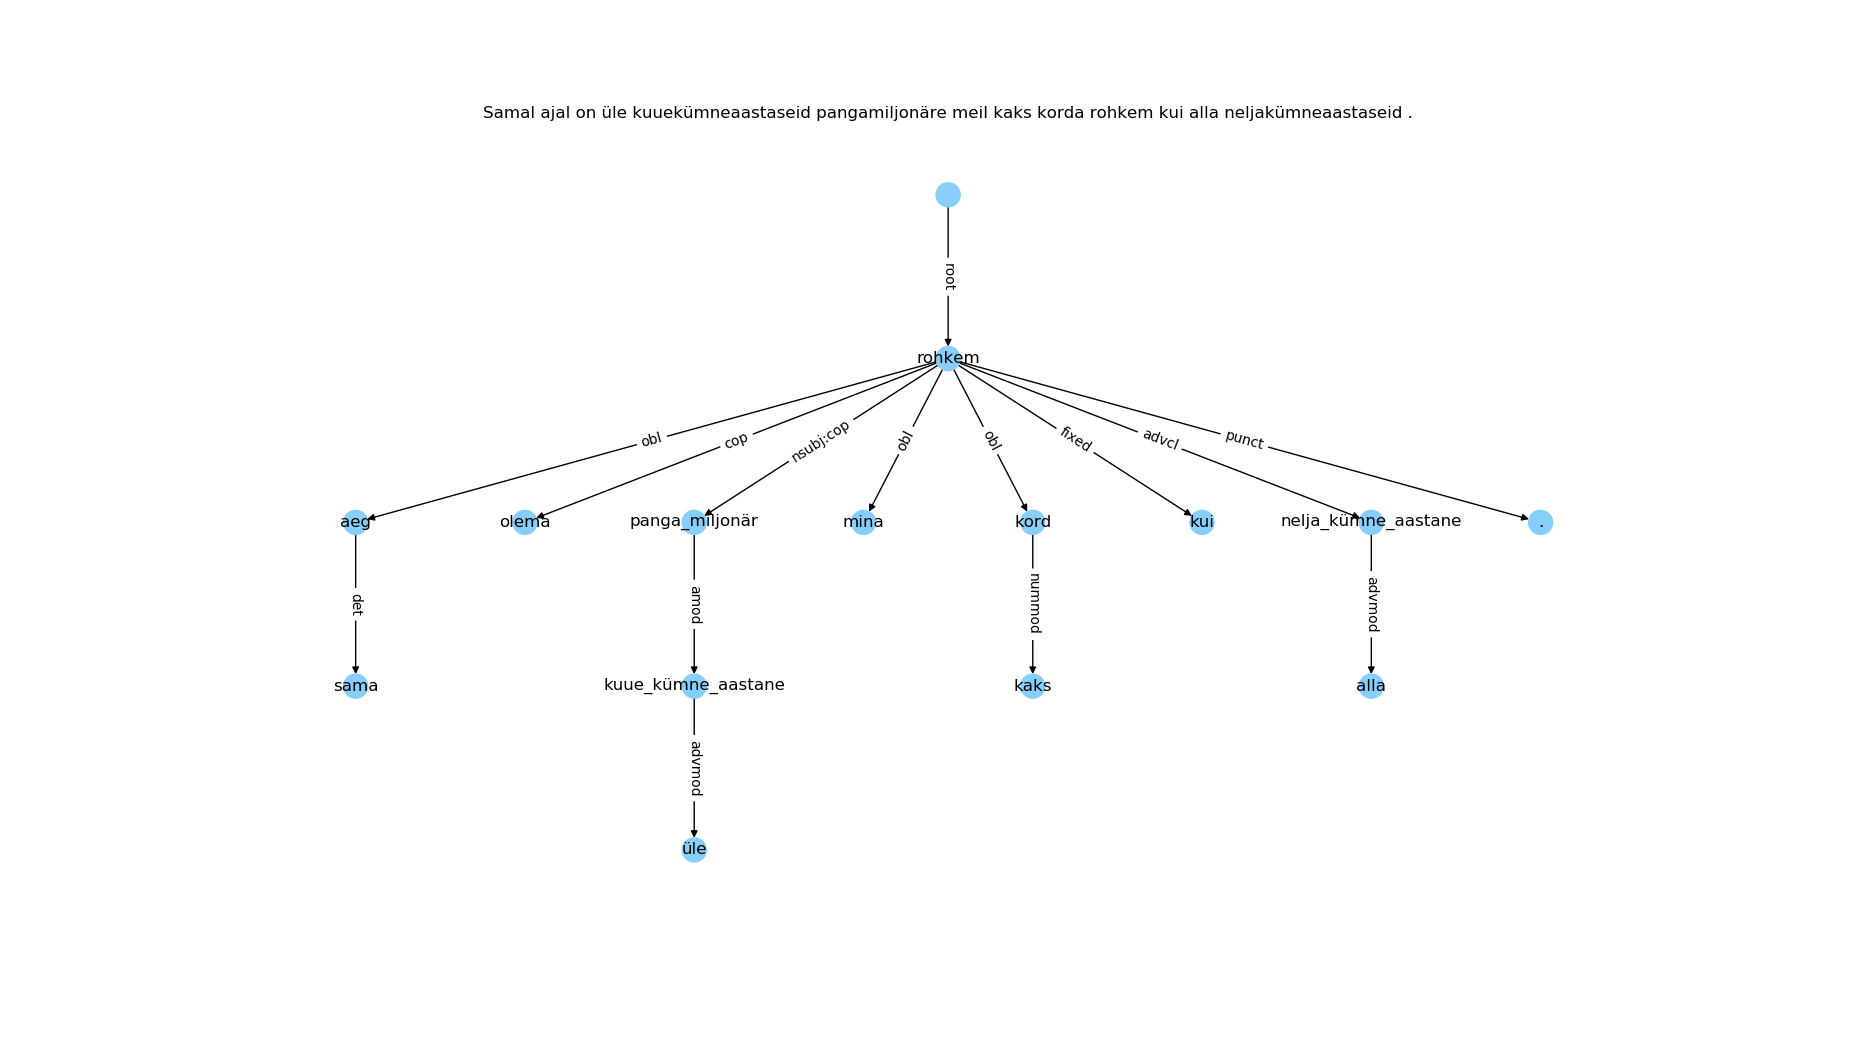 Samal ajal on üle kuuekümneaastaseid pangamiljonäre meil kaks korda rohkem kui alla neljakümneaastaseid .
root
rohkem
obl cop nsubj:cop obl obl fixed advcl punct
aeg olema panga_miljonär mina kord kui nelja_kümne_aastane .
det amod nummod advmod
sama kuue_kümne_aastane kaks alla
advmod
üle